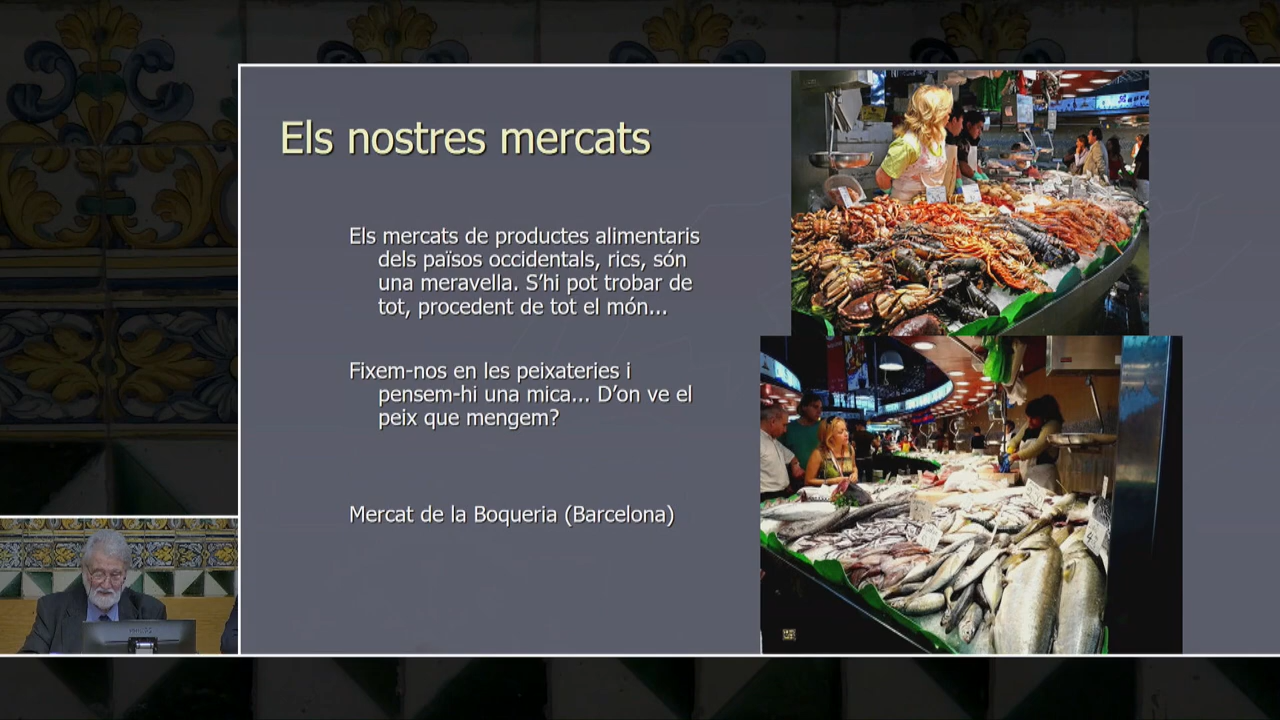 Els nostres mercats
Els mercats de productes alimentaris
dels països occidentals, rics, són
una meravella. S'hi pot trobar de
tot, procedent de tot el món...
Fixem-nos en les peixateries i
pensem-hi una mica... D'on ve el
peix que mengem?
Mercat de la Boqueria (Barcelona)
PHILIPS